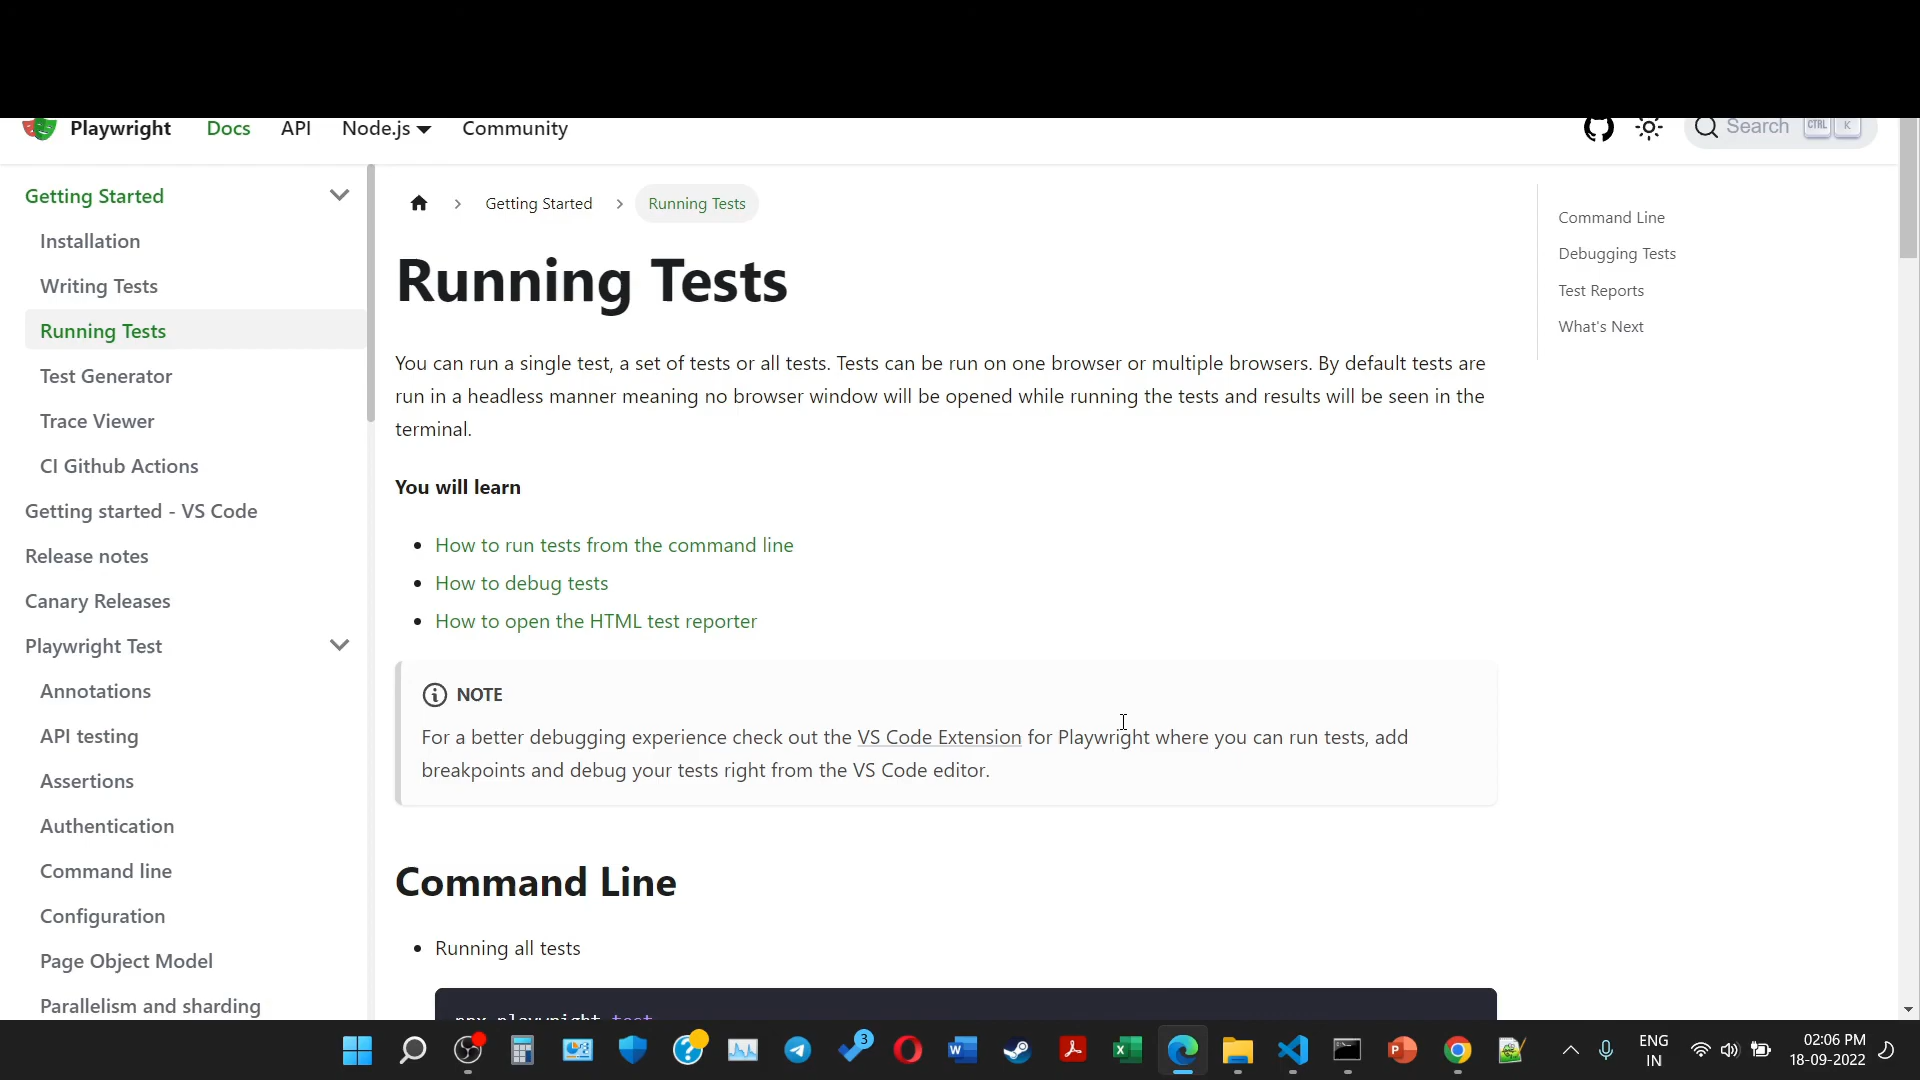 Playwright Docs API Node.js Community Search CTRL K
Getting Started
Installation
Writing Tests
Running Tests
Test Generator
Trace Viewer
CI Github Actions
Getting started - VS Code
Release notes
Canary Releases
Playwright Test
Annotations
API testing
Assertions
Authentication
Command line
Configuration
Page Object Model
Parallelism and sharding
Getting Started Running Tests
Running Tests
You can run a single test, a set of tests or all tests. Tests can be run on one browser or multiple browsers. By default tests are
run in a headless manner meaning no browser window will be opened while running the tests and results will be seen in the
terminal.
You will learn
How to run tests from the command line
How to debug tests
How to open the HTML test reporter
NOTE
For a better debugging experience check out the VS Code Extension for Playwright where you can run tests, add
breakpoints and debug your tests right from the VS Code editor.
Command Line
Running all tests
npx playwright test
Command Line
Debugging Tests
Test Reports
What's Next
3
ENG
IN
02:06 PM
18-09-2022